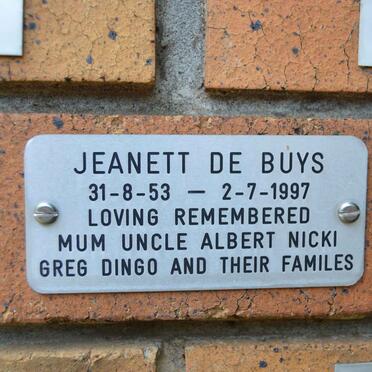 JEANETT DE BUYS
31-8-53 — 2-7-1997
LOVING REMEMBERED
MUM UNCLE ALBERT NICKI
GREG DINGO AND THEIR FAMILES